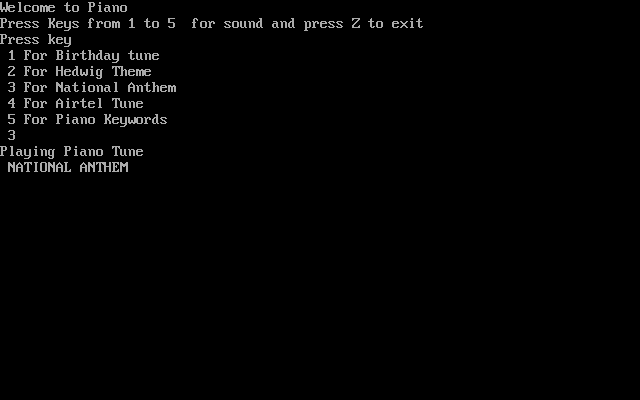 Welcome to Piano
Press Keys from 1 to 5  for sound and press Z to exit
Press key
 1 For Birthday tune
 2 For Hedwig Theme
 3 For National Anthem
 4 For Airtel Tune
 5 For Piano Keywords
 3
Playing Piano Tune
 NATIONAL ANTHEM